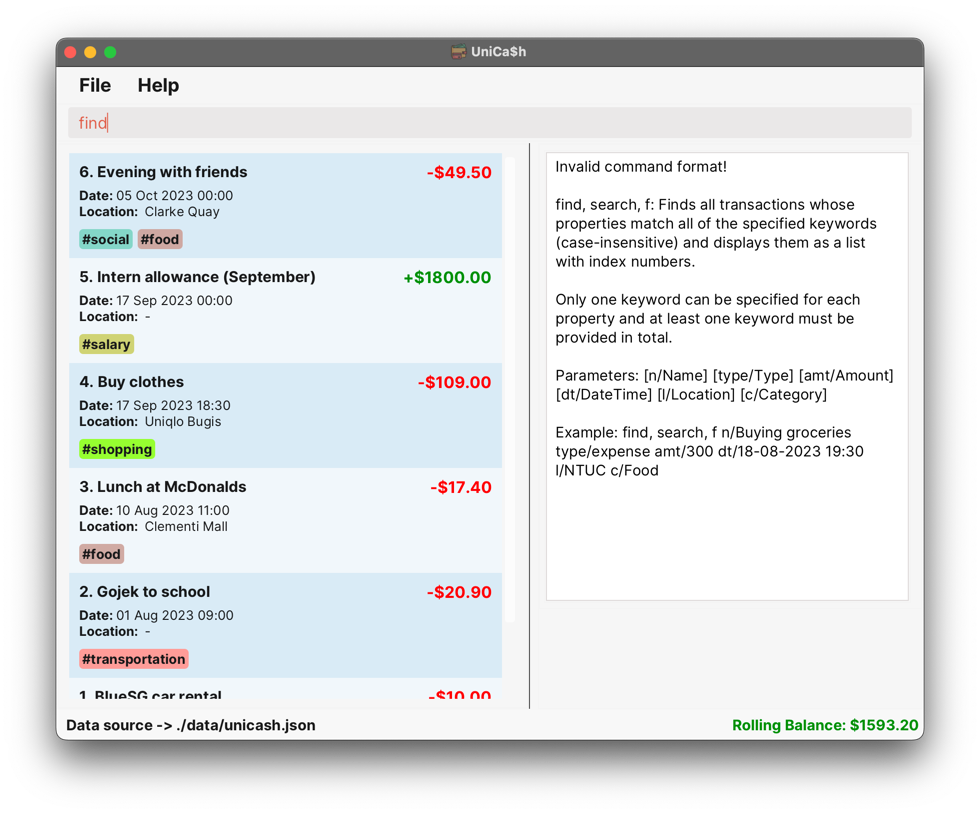 UniCa$h
File Help
find
6. Evening with friends -$49.50
Date: 05 Oct 2023 00:00
Location: Clarke Quay
#social #food
5. Intern allowance (September) +$1800.00
Date: 17 Sep 2023 00:00
Location: -
#salary
4. Buy clothes -$109.00
Date: 17 Sep 2023 18:30
Location: Uniqlo Bugis
#shopping
3. Lunch at McDonalds -$17.40
Date: 10 Aug 2023 11:00
Location: Clementi Mall
#food
2. Gojek to school -$20.90
Date: 01 Aug 2023 09:00
Location: -
#transportation
1. BlueSG car rental -$10.00
Invalid command format!
find, search, f: Finds all transactions whose
properties match all of the specified keywords
(case-insensitive) and displays them as a list
with index numbers.
Only one keyword can be specified for each
property and at least one keyword must be
provided in total.
Parameters: [n/Name] [type/Type] [amt/Amount]
[dt/DateTime] [l/Location] [c/Category]
Example: find, search, f n/Buying groceries
type/expense amt/300 dt/18-08-2023 19:30
l/NTUC c/Food
Data source -> ./data/unicash.json
Rolling Balance: $1593.20